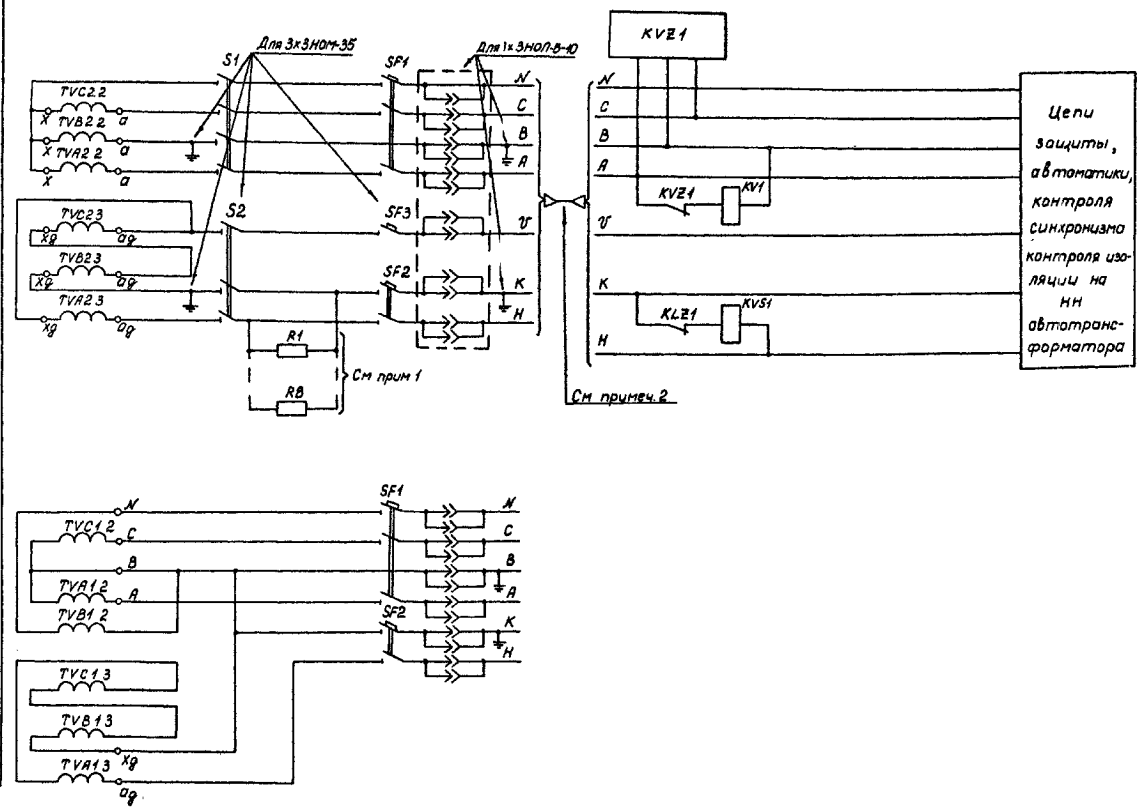 Для 3х3НОМ-35
Для 1х3НОЛ-В-10
KVZ1
S1
SF1
N
N
TVC2.2
C
C
x
a
TVB2.2
B
B
x
a
TVA2.2
A
A
x
a
KVZ1
KV1
S2
SF3
TVC2.3
xg
ag
V
V
TVB2.3
xg
ag
SF2
K
K
TVA2.3
xg
ag
H
KLZ1
KVS1
H
R1
RB
См прим 1
См примеч. 2
Цепи
защиты,
автоматики,
контроля
синхронизма
контроля изо-
ляции на
НН
автотранс-
форматора
SF1
N
N
TVC1.2
C
C
B
B
TVA1.2
A
A
TVB1.2
SF2
K
H
TVC1.3
TVB1.3
xg
TVA1.3
ag